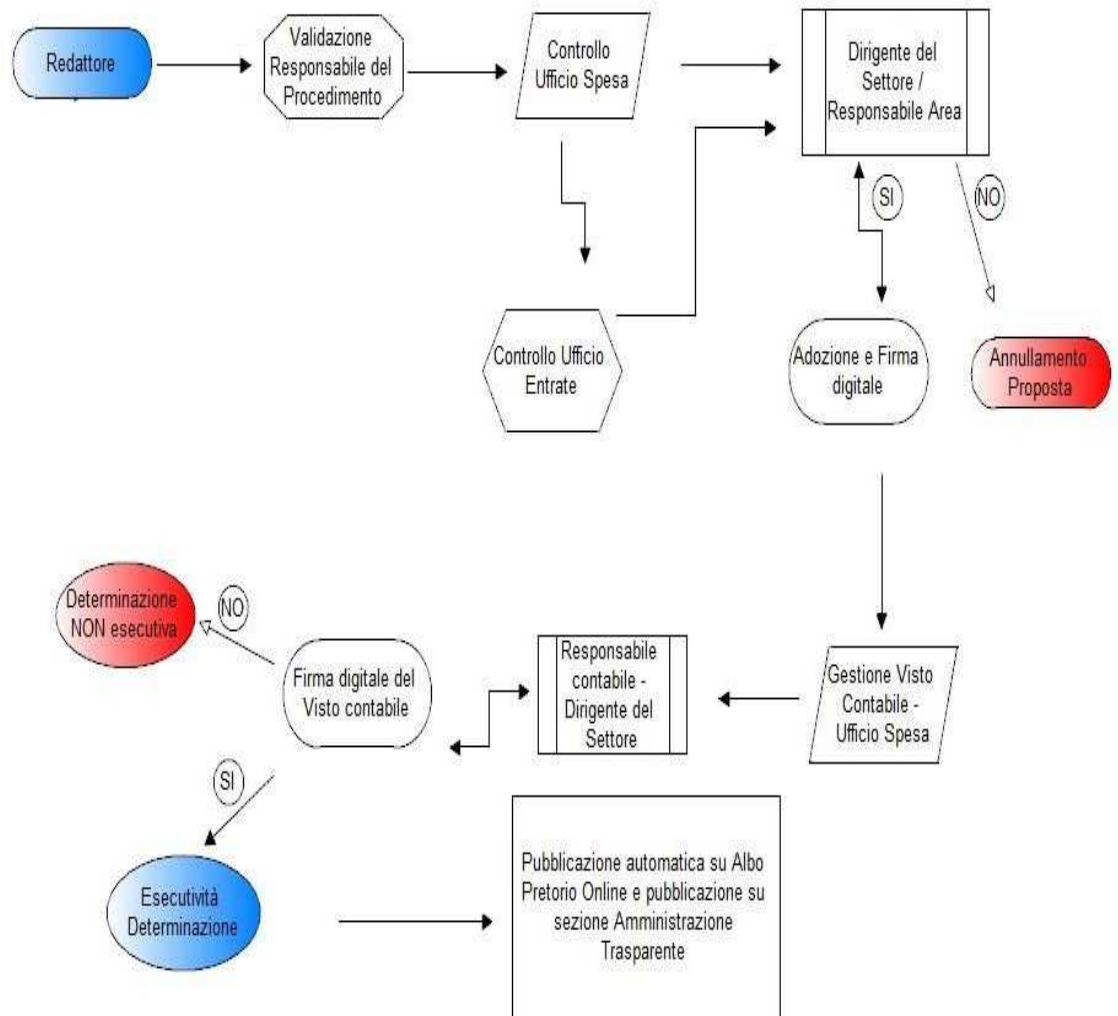 Redattore
Validazione
Responsabile del
Procedimento
Controllo
Ufficio Spesa
Dirigente del
Settore /
Responsabile Area
SI
NO
Controllo Ufficio
Entrate
Adozione e Firma
digitale
Annullamento
Proposta
Determinazione
NON esecutiva
NO
Firma digitale del
Visto contabile
Responsabile
contabile -
Dirigente del
Settore
Gestione Visto
Contabile -
Ufficio Spesa
SI
Esecutività
Determinazione
Pubblicazione automatica su Albo
Pretorio Online e pubblicazione su
sezione Amministrazione
Trasparente